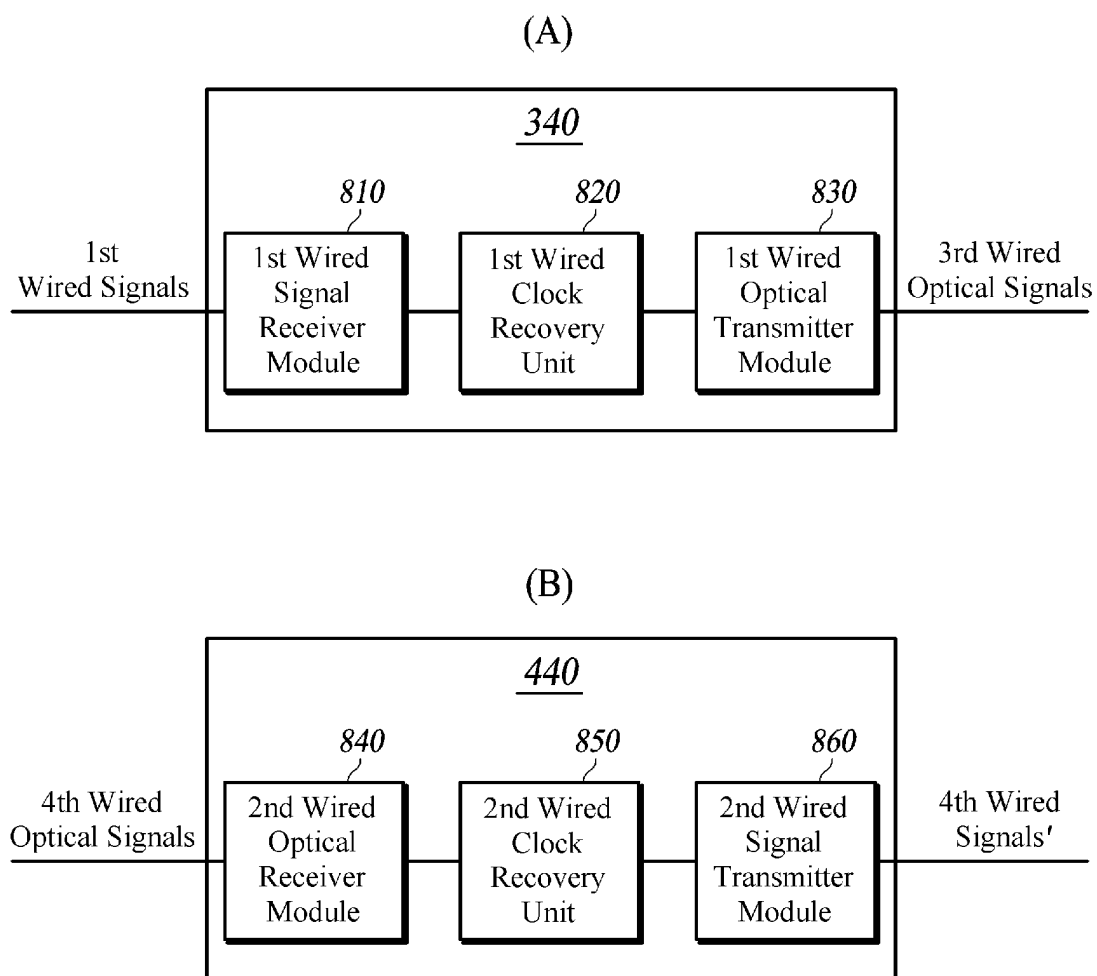 (A)
340
810
820
830
1st
Wired Signals
1st Wired
Signal
Receiver
Module
1st Wired
Clock
Recovery
Unit
1st Wired
Optical
Transmitter
Module
3rd Wired
Optical Signals
(B)
440
840
850
860
4th Wired
Optical Signals
2nd Wired
Optical
Receiver
Module
2nd Wired
Clock
Recovery
Unit
2nd Wired
Signal
Transmitter
Module
4th Wired
Signals'